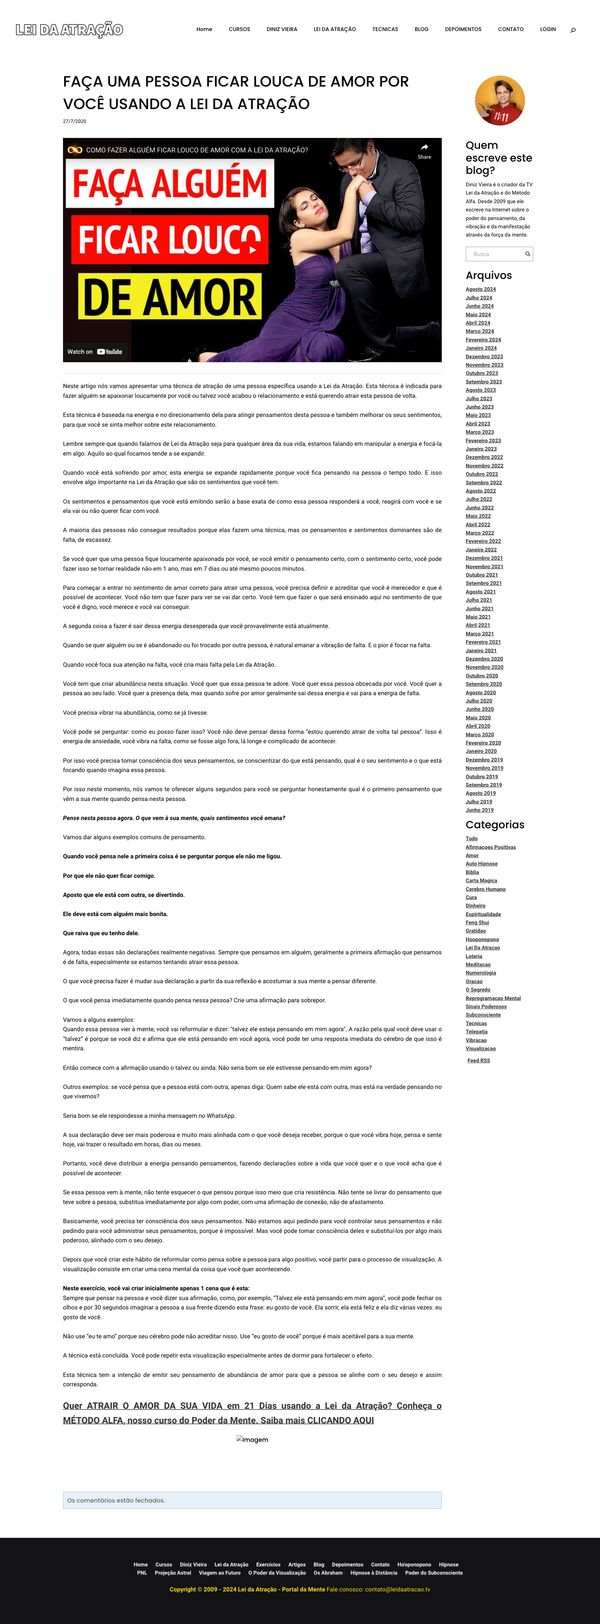 LEI DA ATRAÇÃO
Home CURSOS DINIZ VIEIRA LEI DA ATRAÇÃO TECNICAS BLOG DEPOIMENTOS CONTATO LOGIN
FAÇA UMA PESSOA FICAR LOUCA DE AMOR POR
VOCÊ USANDO A LEI DA ATRAÇÃO
27/7/2020
COMO FAZER ALGUÉM FICAR LOUCO DE AMOR COM A LEI DA ATRAÇÃO?
Share
FAÇA ALGUÉM
FICAR LOUCO
DE AMOR
Watch on YouTube
Neste artigo nós vamos apresentar uma técnica de atração de uma pessoa específica usando a Lei da Atração. Esta técnica é indicada para
fazer alguém se apaixonar loucamente por você ou talvez você acabou o relacionamento e está querendo atrair esta pessoa de volta.
Esta técnica é baseada na energia e no direcionamento dela para atingir pensamentos desta pessoa e também melhorar os seus sentimentos,
para que você se sinta melhor sobre este relacionamento.
Lembre sempre que quando falamos de Lei da Atração seja para qualquer área da sua vida, estamos falando em manipular a energia e focá-la
em algo. Aquilo ao qual focamos tende a se expandir.
Quando você está sofrendo por amor, esta energia se expande rapidamente porque você fica pensando na pessoa o tempo todo. E isso
envolve algo importante na Lei da Atração que são os sentimentos que você tem.
Os sentimentos e pensamentos que você está emitindo serão a base exata de como essa pessoa responderá a você, reagirá com você e se
ela vai ou não querer ficar com você.
A maioria das pessoas não consegue resultados porque elas fazem uma técnica, mas os pensamentos e sentimentos dominantes são de
falta, de escassez.
Se você quer que uma pessoa fique loucamente apaixonada por você, se você emitir o pensamento certo, com o sentimento certo, você pode
fazer isso se tornar realidade não em 1 ano, mas em 7 dias ou até mesmo poucos minutos.
Para começar a entrar no sentimento de amor correto para atrair uma pessoa, você precisa definir e acreditar que você é merecedor e que é
possível de acontecer. Você não tem que fazer para ver se vai dar certo. Você tem que fazer o que será ensinado aqui no sentimento de que
você é digno, você merece e você vai conseguir.
A segunda coisa a fazer é sair dessa energia desesperada que você provavelmente está atualmente.
Quando se quer alguém ou se é abandonado ou foi trocado por outra pessoa, é natural emanar a vibração de falta. E o pior é focar na falta.
Quando você foca sua atenção na falta, você cria mais falta pela Lei da Atração.
Você tem que criar abundância nesta situação. Você quer que essa pessoa te adore. Você quer essa pessoa obcecada por você. Você quer a
pessoa ao seu lado. Você quer a presença dela, mas quando sofre por amor geralmente sai dessa energia e vai para a energia de falta.
Você precisa vibrar na abundância, como se já tivesse.
Você pode se perguntar: como eu posso fazer isso? Você não deve pensar dessa forma “estou querendo atrair de volta tal pessoa”. Isso é
energia de ansiedade, você vibra na falta, como se fosse algo fora, lá longe e complicado de acontecer.
Por isso você precisa tomar consciência dos seus pensamentos, se conscientizar do que está pensando, qual é o seu sentimento e o que está
focando quando imagina essa pessoa.
Por isso neste momento, nós vamos te oferecer alguns segundos para você se perguntar honestamente qual é o primeiro pensamento que
vém a sua mente quando pensa nesta pessoa.
Pense nesta pessoa agora. O que vem à sua mente, quais sentimentos você emana?
Vamos dar alguns exemplos comuns de pensamento.
Quando você pensa nele a primeira coisa é se perguntar porque ele não me ligou.
Por que ele não quer ficar comigo.
Aposto que ele está com outra, se divertindo.
Ele deve está com alguém mais bonita.
Que raiva que eu tenho dele.
Agora, todas essas são declarações realmente negativas. Sempre que pensamos em alguém, geralmente a primeira afirmação que pensamos
é de falta, especialmente se estamos tentando atrair essa pessoa.
O que você precisa fazer é mudar sua declaração a partir da sua reflexão e acostumar a sua mente a pensar diferente.
O que você pensa imediatamente quando pensa nessa pessoa? Crie uma afirmação para sobrepor.
Vamos a alguns exemplos:
Quando essa pessoa vier à mente, você vai reformular e dizer: “talvez ele esteja pensando em mim agora”. A razão pela qual você deve usar o
“talvez” é porque se você diz e afirma que ele está pensando em você agora, você pode ter uma resposta imediata do cérebro de que isso é
mentira.
Então comece com a afirmação usando o talvez ou ainda: Não seria bom se ele estivesse pensando em mim agora?
Outros exemplos: se você pensa que a pessoa está com outra, apenas diga: Quem sabe ele está com outra, mas está na verdade pensando no
que vivemos?
Seria bom se ele respondesse a minha mensagem no WhatsApp.
A sua declaração deve ser mais poderosa e muito mais alinhada com o que você deseja receber, porque o que você vibra hoje, pensa e sente
hoje, vai trazer o resultado em horas, dias ou meses.
Portanto, você deve distribuir a energia pensando pensamentos, fazendo declarações sobre a vida que você quer e o que você acha que é
possível de acontecer.
Se essa pessoa vem à mente, não tente esquecer o que pensou porque isso meio que cria resistência. Não tente se livrar do pensamento que
teve sobre a pessoa, substitua imediatamente por algo com poder, com uma afirmação de conexão, não de afastamento.
Basicamente, você precisa ter consciência dos seus pensamentos. Não estamos aqui pedindo para você controlar seus pensamentos e não
pedindo para você administrar seus pensamentos, porque é impossível. Mas você pode tomar consciência deles e substituí-los por algo mais
poderoso, alinhado com o seu desejo.
Depois que você criar este hábito de reformular como pensa sobre a pessoa para algo positivo, você partir para o processo de visualização. A
visualização consiste em criar uma cena mental da coisa que você quer acontecendo.
Neste exercício, você vai criar inicialmente apenas 1 cena que é esta:
Sempre que pensar na pessoa e você dizer sua afirmação, como, por exemplo, “Talvez ele está pensando em mim agora”, você pode fechar os
olhos e por 30 segundos imaginar a pessoa a sua frente dizendo esta frase: eu gosto de você. Ela sorri, ela está feliz e ela diz várias vezes: eu
gosto de você.
Não use “eu te amo” porque seu cérebro pode não acreditar nisso. Use “eu gosto de você” porque é mais aceitável para a sua mente.
A técnica está concluída. Você pode repetir esta visualização especialmente antes de dormir para fortalecer o efeito.
Esta técnica tem a intenção de emitir seu pensamento de abundância de amor para que a pessoa se alinhe com o seu desejo e assim
corresponda.
Quer ATRAIR O AMOR DA SUA VIDA em 21 Dias usando a Lei da Atração? Conheça o
MÉTODO ALFA, nosso curso do Poder da Mente. Saiba mais CLICANDO AQUI
Imagem
Os comentários estão fechados.
11:11
Quem
escreve este
blog?
Diniz Vieira é o criador da TV
Lei da Atração e do Método
Alfa. Desde 2009 que ele
escreve na Internet sobre o
poder do pensamento, da
vibração e da manifestação
através da força da mente.
Busca
Arquivos
Agosto 2024
Julho 2024
Junho 2024
Maio 2024
Abril 2024
Março 2024
Fevereiro 2024
Janeiro 2024
Dezembro 2023
Novembro 2023
Outubro 2023
Setembro 2023
Agosto 2023
Julho 2023
Junho 2023
Maio 2023
Abril 2023
Março 2023
Fevereiro 2023
Janeiro 2023
Dezembro 2022
Novembro 2022
Outubro 2022
Setembro 2022
Agosto 2022
Julho 2022
Junho 2022
Maio 2022
Abril 2022
Março 2022
Fevereiro 2022
Janeiro 2022
Dezembro 2021
Novembro 2021
Outubro 2021
Setembro 2021
Agosto 2021
Julho 2021
Junho 2021
Maio 2021
Abril 2021
Março 2021
Fevereiro 2021
Janeiro 2021
Dezembro 2020
Novembro 2020
Outubro 2020
Setembro 2020
Agosto 2020
Julho 2020
Junho 2020
Maio 2020
Abril 2020
Março 2020
Fevereiro 2020
Janeiro 2020
Dezembro 2019
Novembro 2019
Outubro 2019
Setembro 2019
Agosto 2019
Julho 2019
Junho 2019
Categorias
Tudo
Afirmacoes Positivas
Amor
Auto Hipnose
Biblia
Carta Magica
Cerebro Humano
Cura
Dinheiro
Espiritualidade
Feng Shui
Gratidao
Hooponopono
Lei Da Atracao
Loteria
Meditacao
Numerologia
Oracao
O Segredo
Reprogramacao Mental
Sinais Poderosos
Subconsciente
Tecnicas
Telepatia
Vibracao
Visualizacao
Feed RSS
Home Cursos Diniz Vieira Lei da Atração Exercícios Artigos Blog Depoimentos Contato Ho'oponopono Hipnose
PNL Projeção Astral Viagem ao Futuro O Poder da Visualização Os Abraham Hipnose à Distância Poder do Subconsciente
Copyright © 2009 - 2024 Lei da Atração - Portal da Mente Fale conosco: contato@leidaatracao.tv